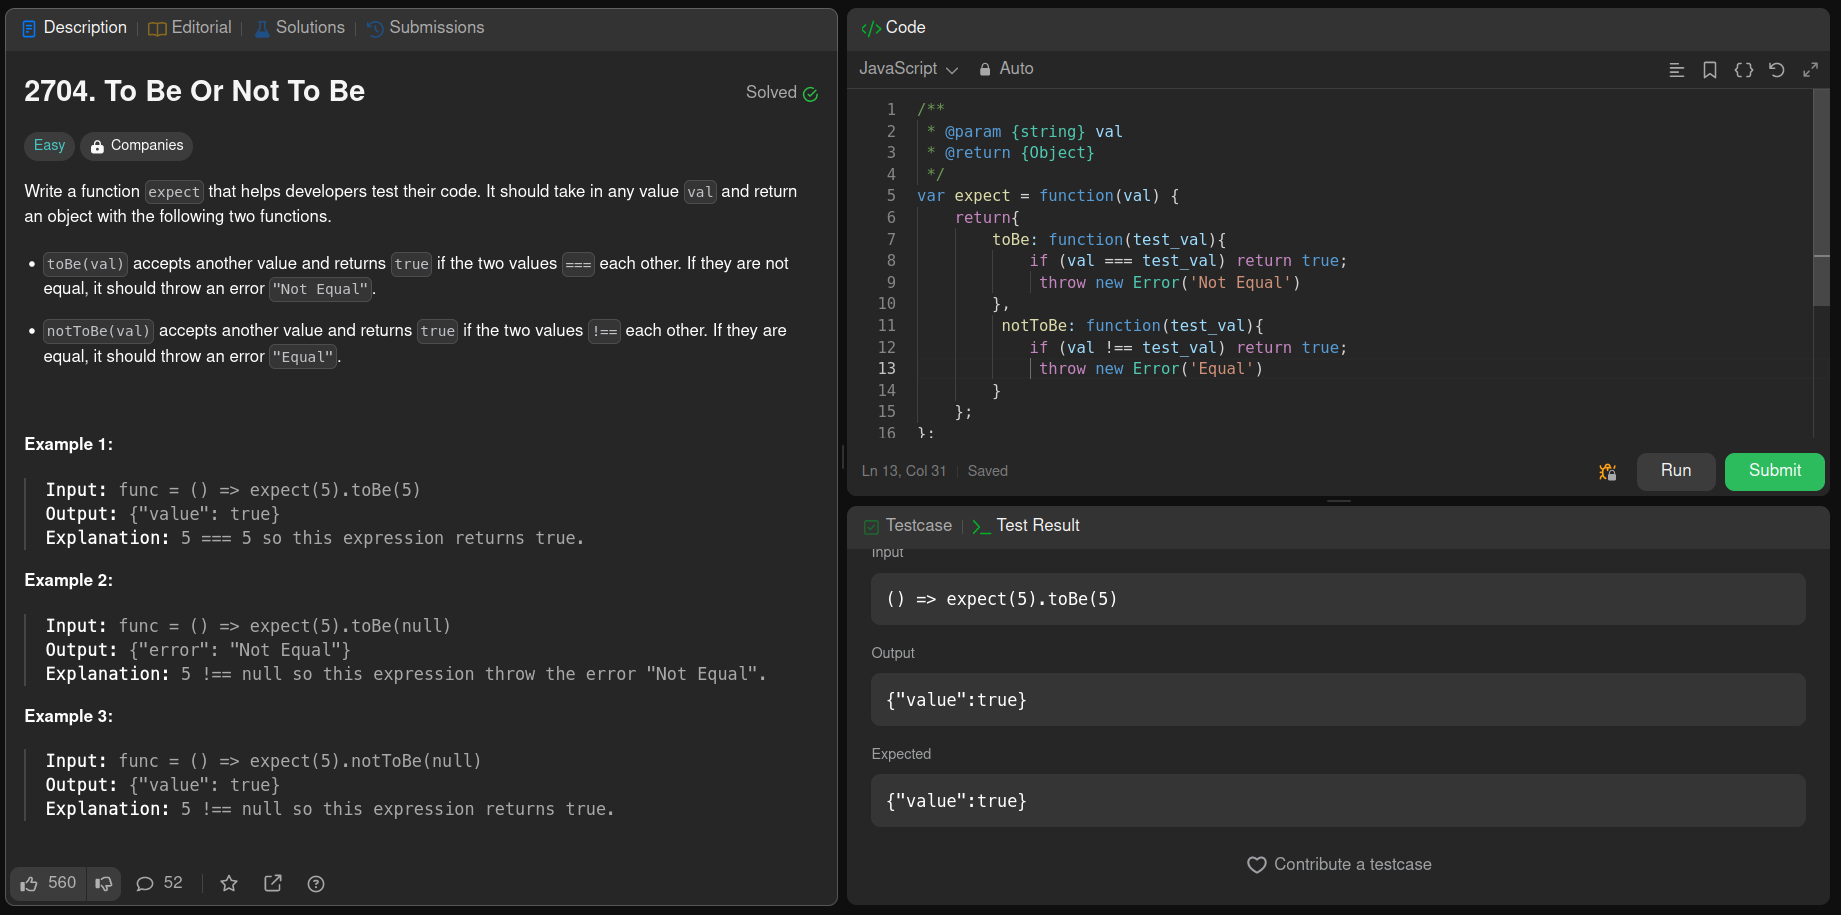 Description | Editorial | Solutions | Submissions
2704. To Be Or Not To Be
Solved
Easy
Companies
Write a function expect that helps developers test their code. It should take in any value val and return
an object with the following two functions.
• toBe(val) accepts another value and returns true if the two values === each other. If they are not
equal, it should throw an error "Not Equal".
• notToBe(val) accepts another value and returns true if the two values !== each other. If they are
equal, it should throw an error "Equal".
Example 1:
Input: func = () => expect(5).toBe(5)
Output: {"value": true}
Explanation: 5 === 5 so this expression returns true.
Example 2:
Input: func = () => expect(5).toBe(null)
Output: {"error": "Not Equal"}
Explanation: 5 !== null so this expression throw the error "Not Equal".
Example 3:
Input: func = () => expect(5).notToBe(null)
Output: {"value": true}
Explanation: 5 !== null so this expression returns true.
560
52
</> Code
JavaScript
Auto
1 /**
2  * @param {string} val
3  * @return {Object}
4  */
5 var expect = function(val) {
6     return{
7         toBe: function(test_val){
8             if (val === test_val) return true;
9              throw new Error('Not Equal')
10         },
11          notToBe: function(test_val){
12             if (val !== test_val) return true;
13              throw new Error('Equal')
14         }
15     };
16 };
Ln 13, Col 31 | Saved
Run
Submit
Testcase | >_ Test Result
Input
() => expect(5).toBe(5)
Output
{"value":true}
Expected
{"value":true}
Contribute a testcase